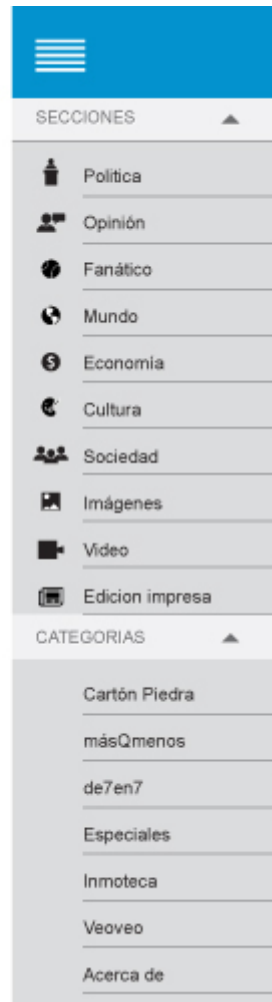 SECCIONES
Politica
Opinión
Fanático
Mundo
Economía
Cultura
Sociedad
Imágenes
Video
Edicion impresa
CATEGORIAS
Cartón Piedra
másQmenos
de7en7
Especiales
Inmoteca
Veoveo
Acerca de